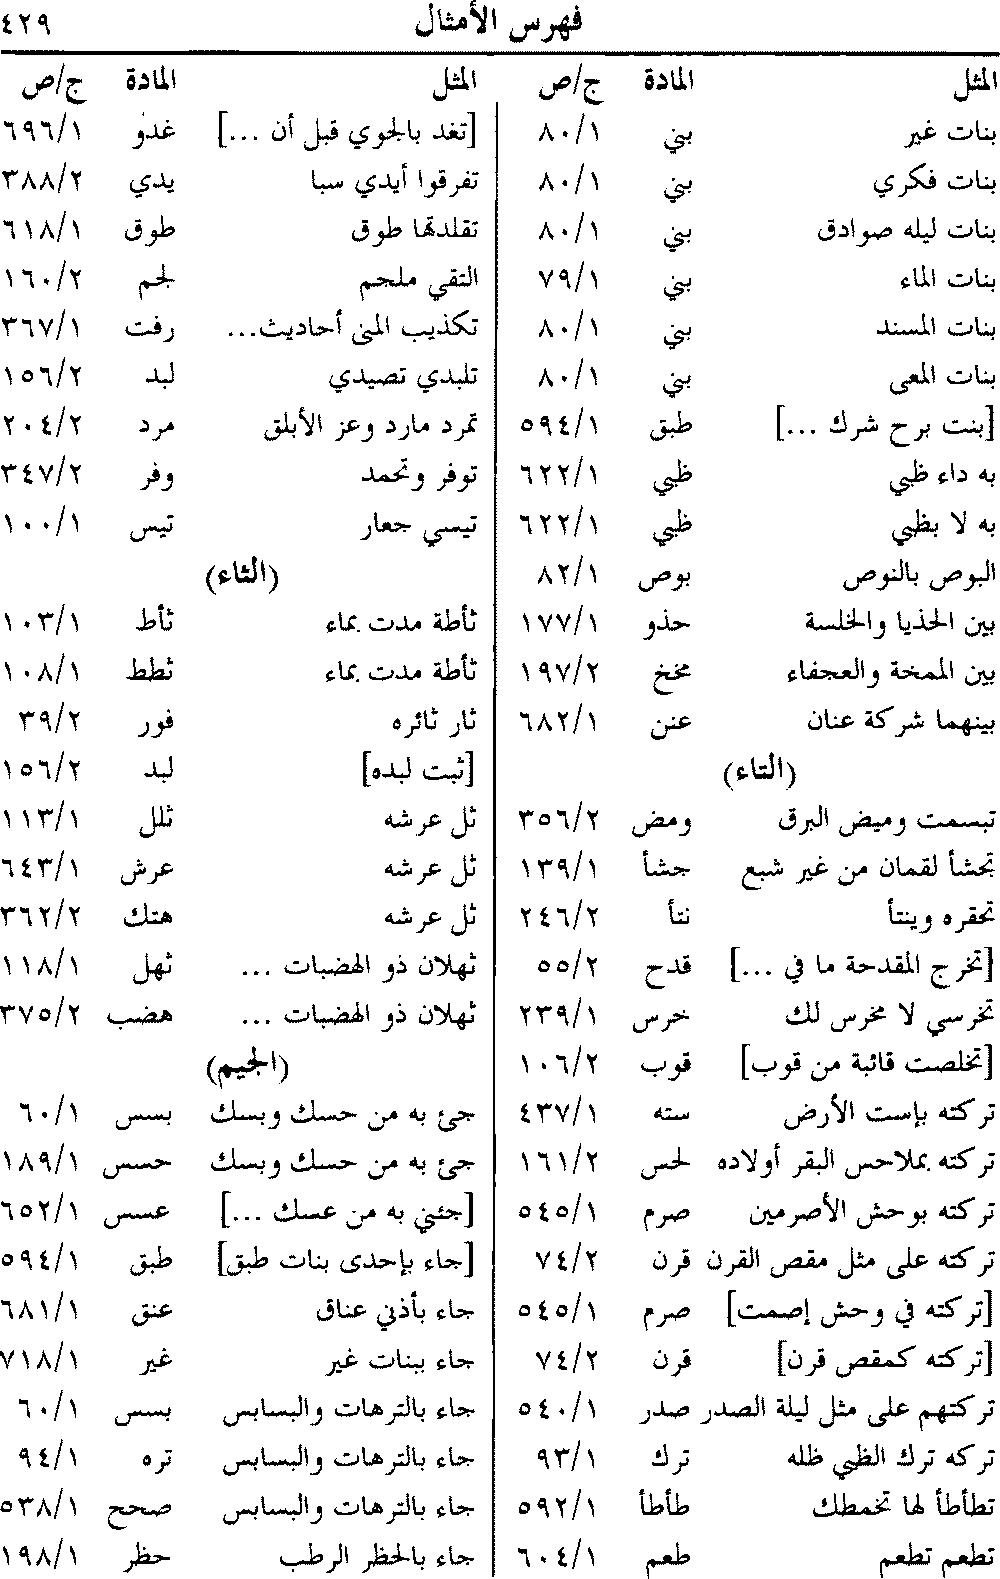 فهرس الأمثال ٤٢٩
المثل المادة ج/ص
بنات غير بني ٨٠/١
بنات فكري بني ٨٠/١
بنات ليله صوادق بني ٨٠/١
بنات الماء بني ٧٩/١
بنات المسند بني ٨٠/١
بنات المعى بني ٨٠/١
[بنت برح شرك ...] طبق ٥٩٤/١
به داء ظبي ظبي ٦٢٢/١
به لا بظبي ظبي ٦٢٢/١
البوص بالنوص بوص ٨٢/١
بين الحذيا والخلسة حذو ١٧٧/١
بين الممخة والعجفاء مخخ ١٩٧/٢
بينهما شركة عنان عنن ٦٨٢/١
(التاء)
تبسمت وميض البرق ومض ٣٥٦/٢
تجشأ لقمان من غير شبع جشأ ١٣٩/١
تحقره وينتأ نتأ ٢٤٦/٢
[تخرج المقدحة ما في ...] قدح ٥٥/٢
تخرسي لا مخرس لك خرس ٢٣٩/١
[تخلصت قائبة من قوب] قوب ١٠٦/٢
تركته بإست الأرض سته ٤٣٧/١
تركته بملاحس البقر أولاده لحس ١٦١/٢
تركته بوحش الأصرمين صرم ٥٤٥/١
تركته على مثل مقص القرن قرن ٧٤/٢
[تركته في وحش إصمت] صرم ٥٤٥/١
[تركته كمقص قرن] قرن ٧٤/٢
تركتهم على مثل ليلة الصدر صدر ٥٤٠/١
تركه ترك الظبي ظله ترك ٩٣/١
تطأطأ لها تخمطك طأطأ ٥٩٢/١
تطعم تطعم طعم ٦٠٤/١
المثل المادة ج/ص
[تغد بالجوي قبل أن ...] غدو ٦٩٦/١
تفرقوا أيدي سبا يدي ٣٨٨/٢
تقلدتها طوق طوق ٦١٨/١
التقي ملجم لجم ١٦٠/٢
تكذيب المنى أحاديث... رفت ٣٦٧/١
تلبدي تصيدي لبد ١٥٦/٢
تمرد مارد وعز الأبلق مرد ٢٠٤/٢
توفر وتحمد وفر ٣٤٧/٢
تيسي جعار تيس ١٠٠/١
(الثاء)
ثأطة مدت بماء ثأط ١٠٣/١
ثأطة مدت بماء ثطط ١٠٨/١
ثار ثائره فور ٣٩/٢
[ثبت لبده] لبد ١٥٦/٢
ثل عرشه ثلل ١١٣/١
ثل عرشه عرش ٦٤٣/١
ثل عرشه هتك ٣٦٢/٢
ثهلان ذو الهضبات ... ثهل ١١٨/١
ثهلان ذو الهضبات ... هضب ٣٧٥/٢
(الجيم)
جئ به من حسك وبسك بسس ٦٠/١
جئ به من حسك وبسك حسس ١٨٩/١
[جئني به من عسك ...] عسس ٦٥٢/١
[جاء بإحدى بنات طبق] طبق ٥٩٤/١
جاء بأذني عناق عنق ٦٨١/١
جاء ببنات غير غير ٧١٨/١
جاء بالترهات والبسابس بسس ٦٠/١
جاء بالترهات والبسابس تره ٩٤/١
جاء بالترهات والبسابس صحح ٥٣٨/١
جاء بالحظر الرطب حظر ١٩٨/١